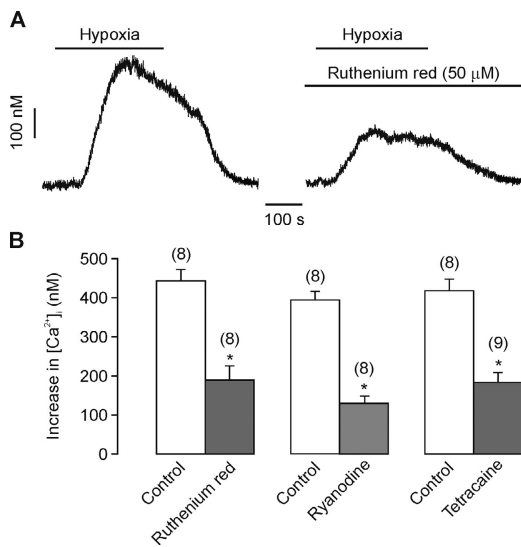 A
Hypoxia
Hypoxia
Ruthenium red (50 μM)
100 nM
100 s
B
Increase in [Ca2+]i (nM)
500
400
300
200
100
0
(8)
(8)
*
(8)
(8)
*
(8)
(9)
*
Control
Ruthenium red
Control
Ryanodine
Control
Tetracaine